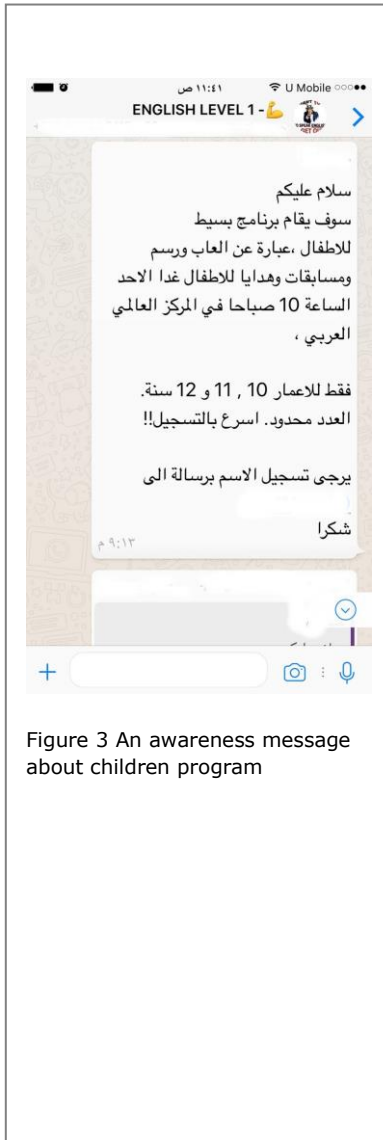 U Mobile
١١:٤١ ص
ENGLISH LEVEL 1 -
سلام عليكم
سوف يقام برنامج بسيط
للاطفال ،عبارة عن العاب ورسم
ومسابقات وهدايا للاطفال غدا الاحد
الساعة 10 صباحا في المركز العالمي
العربي ،
فقط للاعمار 10 , 11 و 12 سنة.
العدد محدود. اسرع بالتسجيل!!
يرجى تسجيل الاسم برسالة الى
شكرا
٩:١٣ م
Figure 3 An awareness message
about children program